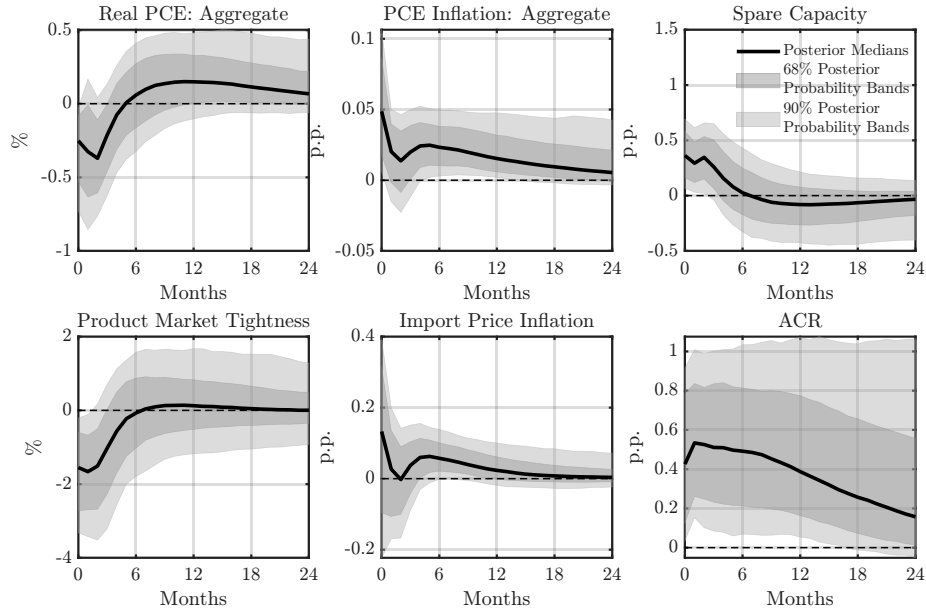 Real PCE: Aggregate
%
0.5
0
-0.5
-1
0 6 12 18 24
Months
PCE Inflation: Aggregate
p.p.
0.1
0.05
0
-0.05
0 6 12 18 24
Months
Spare Capacity
p.p.
1.5
1
0.5
0
-0.5
0 6 12 18 24
Months
Posterior Medians
68% Posterior
Probability Bands
90% Posterior
Probability Bands
Product Market Tightness
%
2
0
-2
-4
0 6 12 18 24
Months
Import Price Inflation
p.p.
0.4
0.2
0
-0.2
0 6 12 18 24
Months
ACR
p.p.
1
0.8
0.6
0.4
0.2
0
0 6 12 18 24
Months